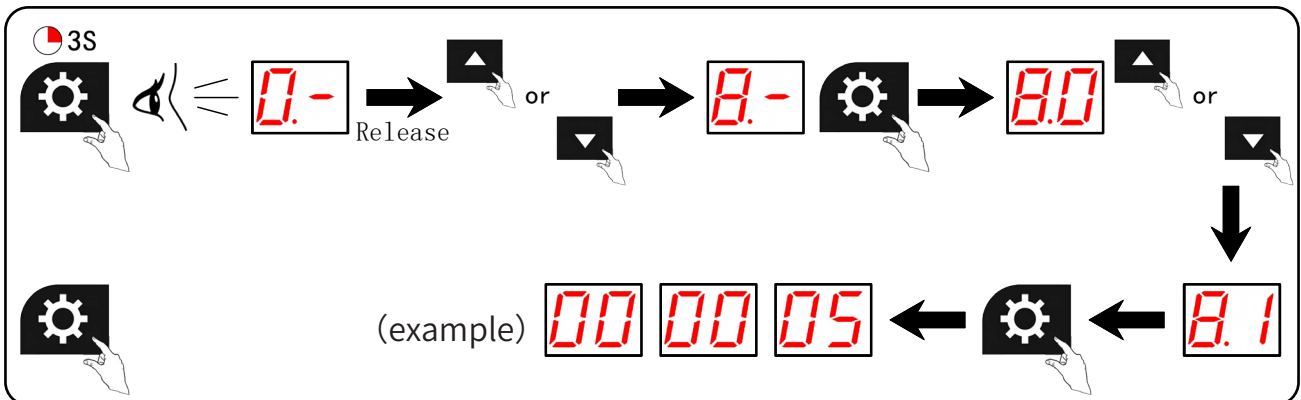 3S
0.-
Release
or
8.-
8.0
or
(example) 00 00 05
8.1